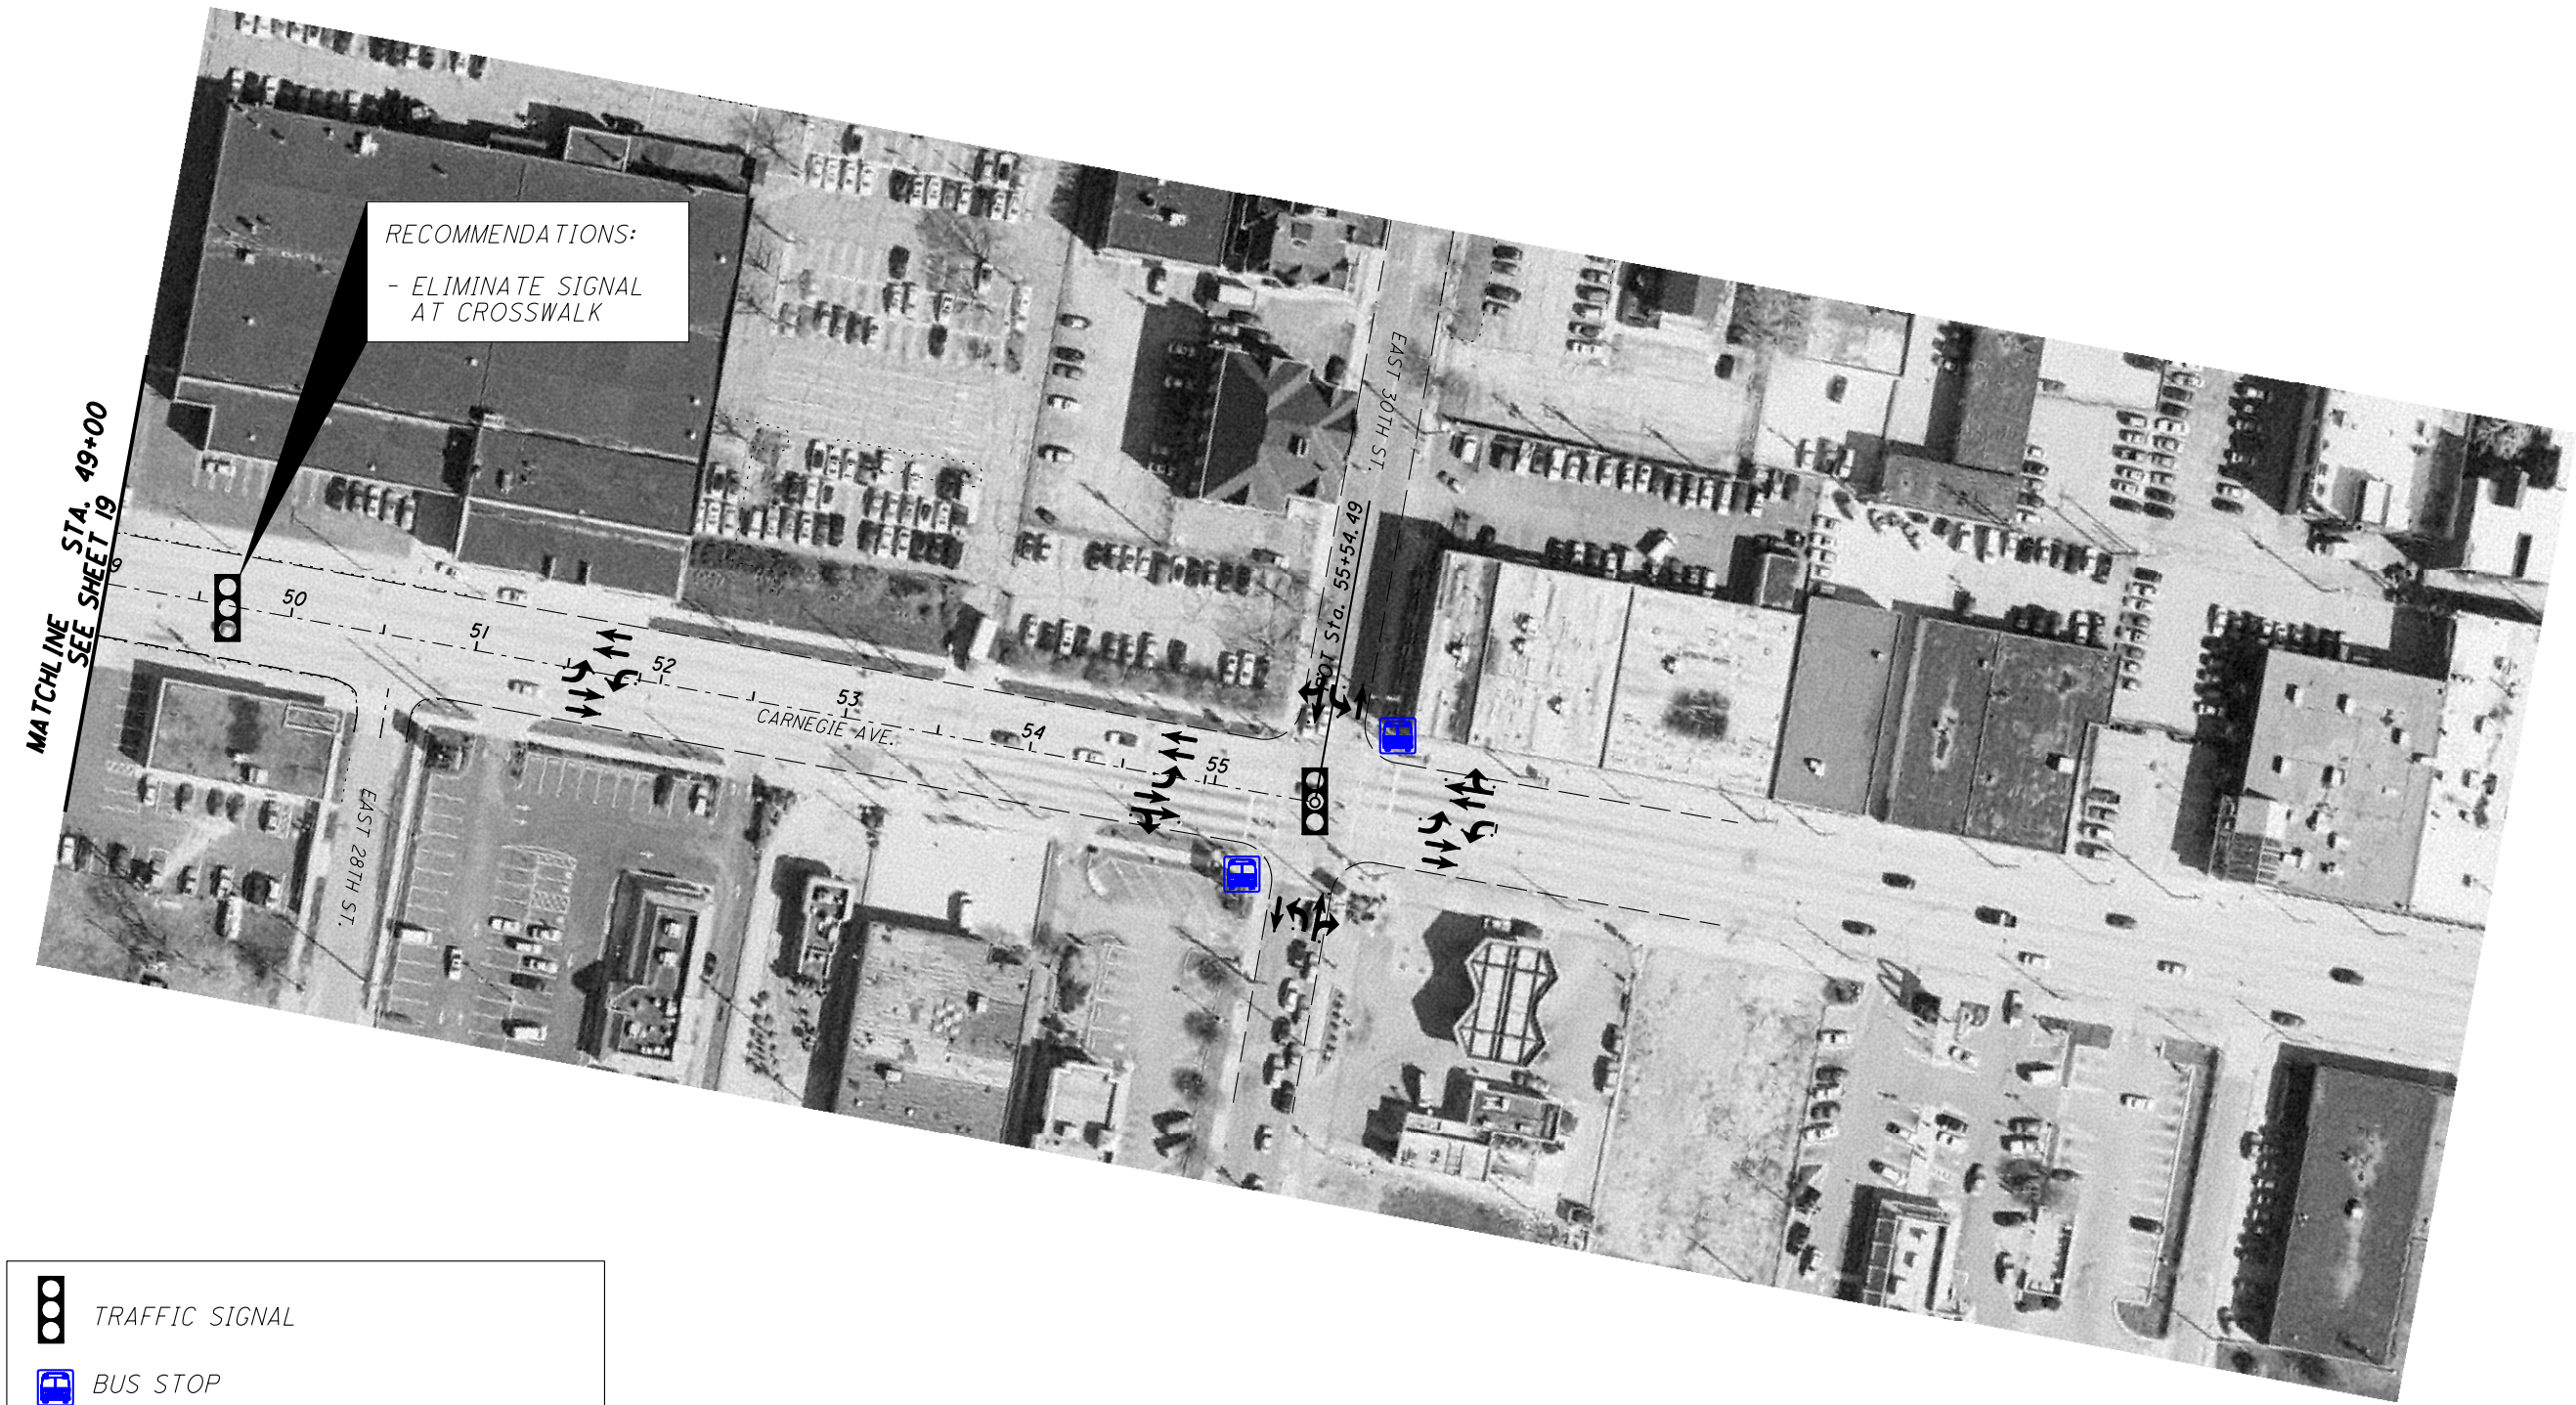 RECOMMENDATIONS:
- ELIMINATE SIGNAL
AT CROSSWALK
MATCHLINE STA. 49+00
SEE SHEET 19
9
50
51
52
53
54
55
CARNEGIE AVE.
EAST 28TH ST.
EAST 30TH ST.
POT Sta. 55+54.49
TRAFFIC SIGNAL
BUS STOP